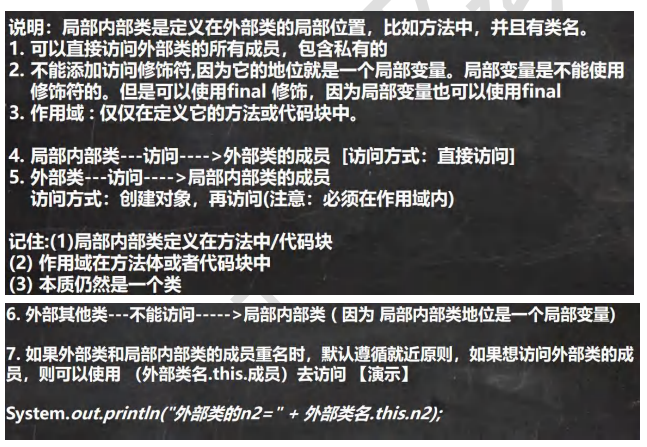 说明：局部内部类是定义在外部类的局部位置，比如方法中，并且有类名。
1. 可以直接访问外部类的所有成员，包含私有的
2. 不能添加访问修饰符,因为它的地位就是一个局部变量。局部变量是不能使用
修饰符的。但是可以使用final 修饰，因为局部变量也可以使用final
3. 作用域 : 仅仅在定义它的方法或代码块中。
4. 局部内部类---访问---->外部类的成员 [访问方式：直接访问]
5. 外部类---访问---->局部内部类的成员
访问方式：创建对象，再访问(注意：必须在作用域内)
记住:(1)局部内部类定义在方法中/代码块
(2) 作用域在方法体或者代码块中
(3) 本质仍然是一个类
6. 外部其他类---不能访问----->局部内部类 ( 因为 局部内部类地位是一个局部变量)
7. 如果外部类和局部内部类的成员重名时，默认遵循就近原则，如果想访问外部类的成
员，则可以使用 （外部类名.this.成员）去访问 【演示】
System.out.println("外部类的n2=" + 外部类名.this.n2);